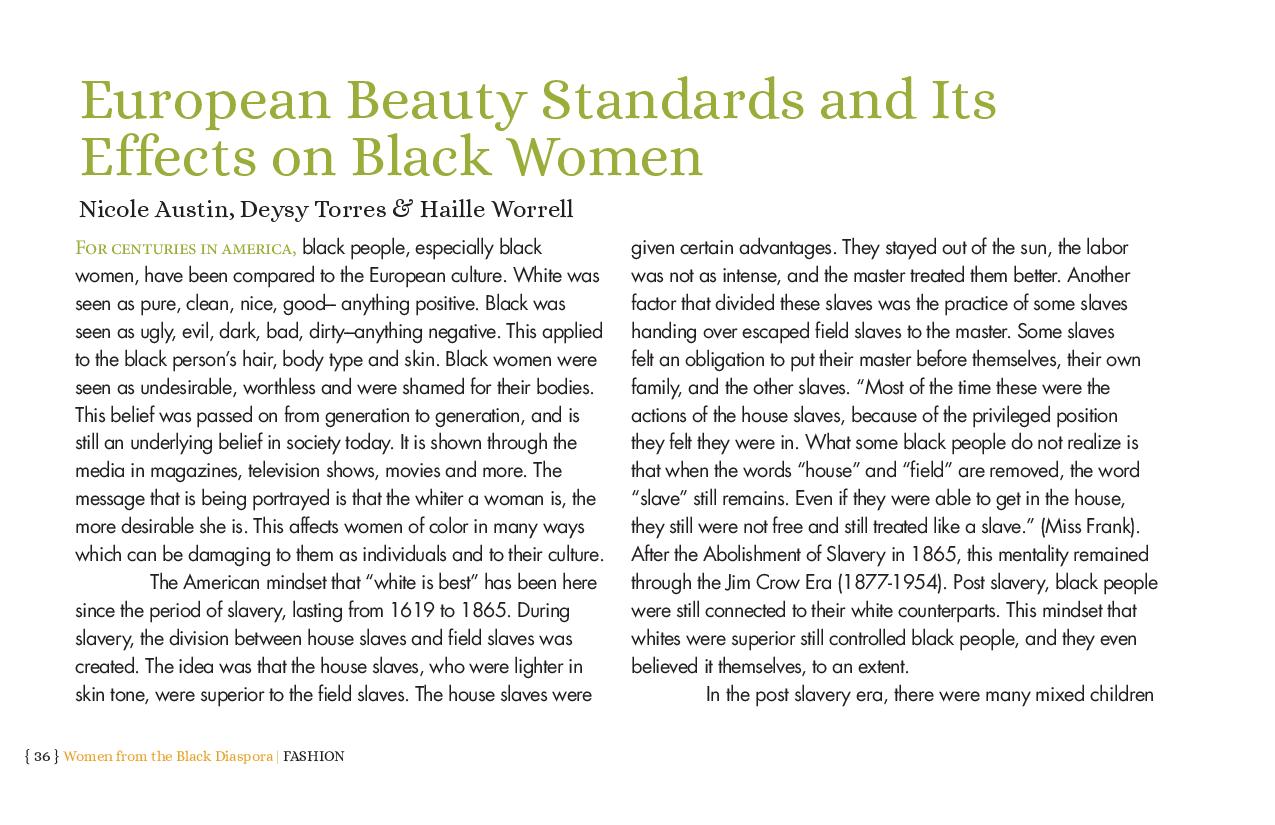 European Beauty Standards and Its
Effects on Black Women
Nicole Austin, Deysy Torres & Haille Worrell
For centuries in america, black people, especially black
women, have been compared to the European culture. White was
seen as pure, clean, nice, good– anything positive. Black was
seen as ugly, evil, dark, bad, dirty–anything negative. This applied
to the black person's hair, body type and skin. Black women were
seen as undesirable, worthless and were shamed for their bodies.
This belief was passed on from generation to generation, and is
still an underlying belief in society today. It is shown through the
media in magazines, television shows, movies and more. The
message that is being portrayed is that the whiter a woman is, the
more desirable she is. This affects women of color in many ways
which can be damaging to them as individuals and to their culture.
The American mindset that “white is best” has been here
since the period of slavery, lasting from 1619 to 1865. During
slavery, the division between house slaves and field slaves was
created. The idea was that the house slaves, who were lighter in
skin tone, were superior to the field slaves. The house slaves were
given certain advantages. They stayed out of the sun, the labor
was not as intense, and the master treated them better. Another
factor that divided these slaves was the practice of some slaves
handing over escaped field slaves to the master. Some slaves
felt an obligation to put their master before themselves, their own
family, and the other slaves. “Most of the time these were the
actions of the house slaves, because of the privileged position
they felt they were in. What some black people do not realize is
that when the words “house” and “field” are removed, the word
“slave” still remains. Even if they were able to get in the house,
they still were not free and still treated like a slave.” (Miss Frank).
After the Abolishment of Slavery in 1865, this mentality remained
through the Jim Crow Era (1877-1954). Post slavery, black people
were still connected to their white counterparts. This mindset that
whites were superior still controlled black people, and they even
believed it themselves, to an extent.
In the post slavery era, there were many mixed children
{ 36 } Women from the Black Diaspora | FASHION